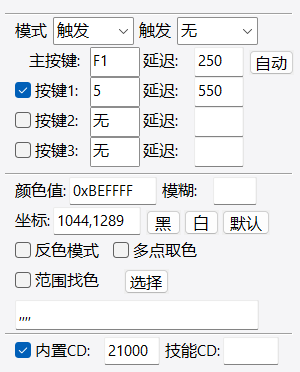 模式 触发 触发 无
主按键: F1 延迟: 250 自动
按键1: 5 延迟: 550
按键2: 无 延迟:
按键3: 无 延迟:
颜色值: 0xBEFFFF 模糊:
坐标: 1044,1289 黑 白 默认
反色模式 多点取色
范围找色 选择
,,,,
内置CD: 21000 技能CD: